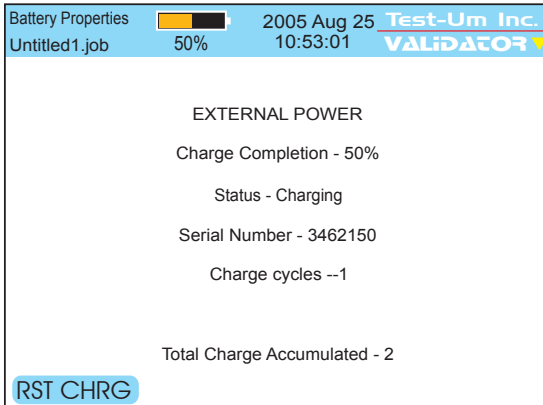 Battery Properties
Untitled1.job
50%
2005 Aug 25
10:53:01
Test-Um Inc.
VALiDATOR
EXTERNAL POWER
Charge Completion - 50%
Status - Charging
Serial Number - 3462150
Charge cycles --1
Total Charge Accumulated - 2
RST CHRG